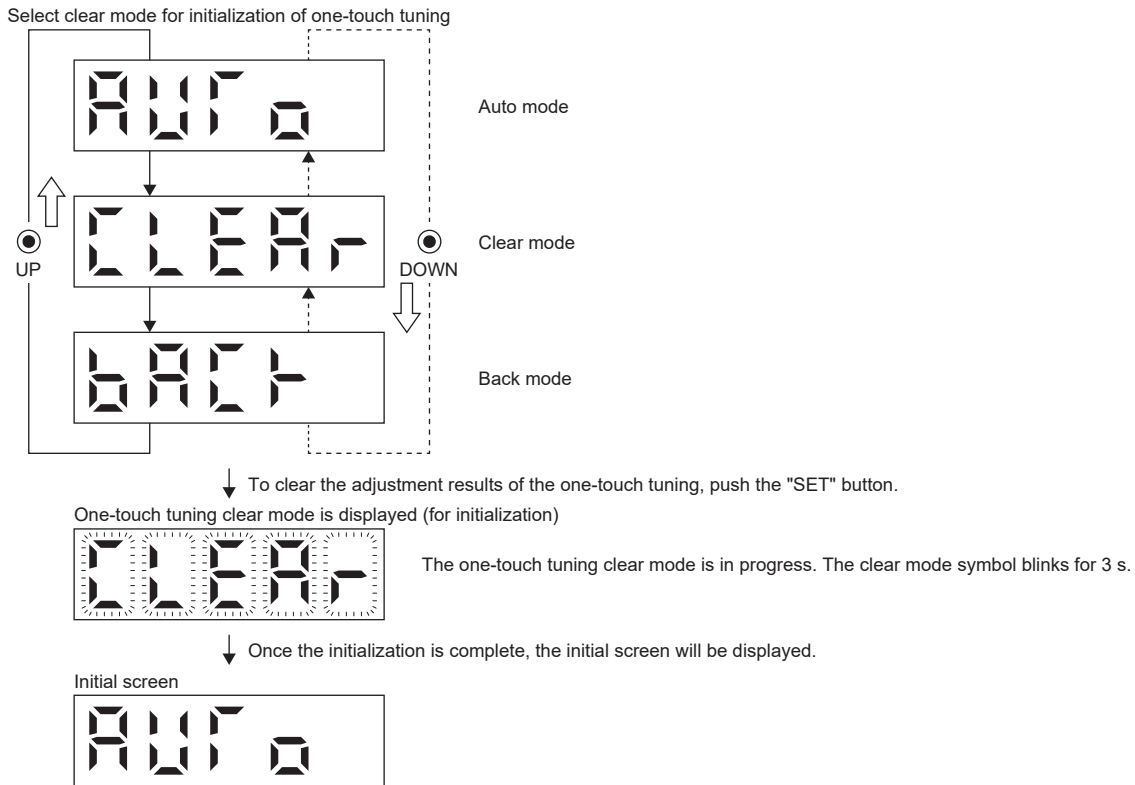 Select clear mode for initialization of one-touch tuning
AUTo
Auto mode
UP
CLEAr
Clear mode
DOWN
bACk
Back mode
To clear the adjustment results of the one-touch tuning, push the "SET" button.
One-touch tuning clear mode is displayed (for initialization)
CLEAr
The one-touch tuning clear mode is in progress. The clear mode symbol blinks for 3 s.
Once the initialization is complete, the initial screen will be displayed.
Initial screen
AUTo